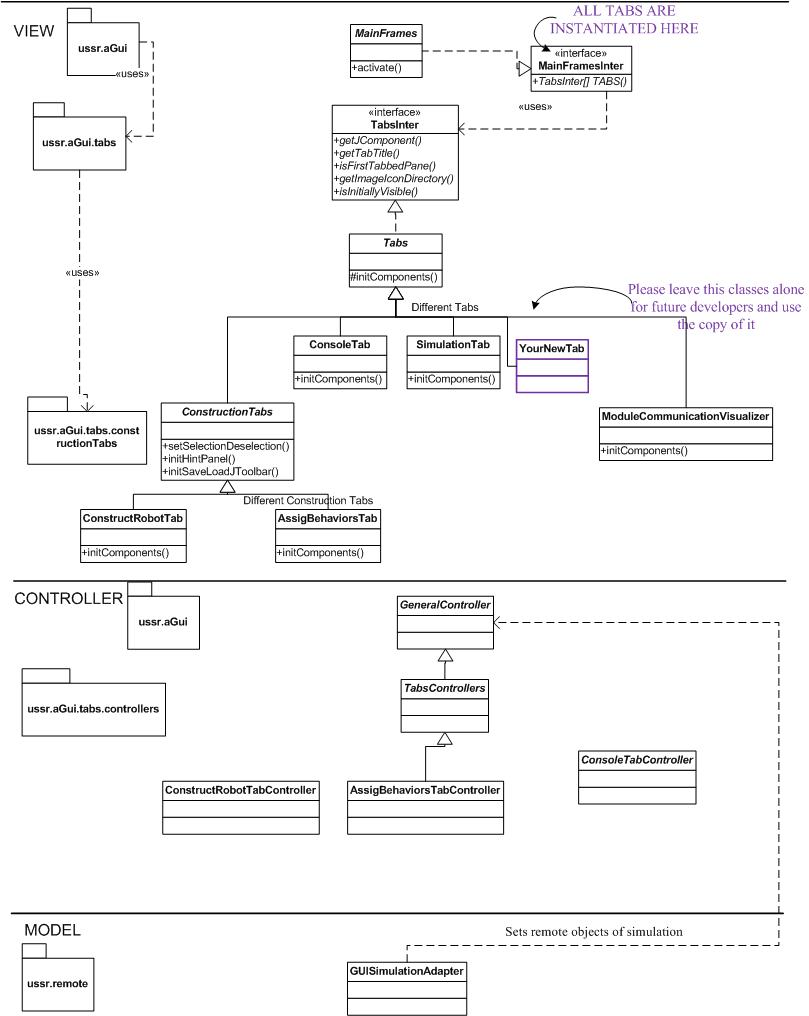 VIEW
ussr.aGui
«uses»
ussr.aGui.tabs
«uses»
ussr.aGui.tabs.const
ructionTabs
MainFrames
+activate()
ALL TABS ARE
INSTANTIATED HERE
«interface»
MainFramesInter
+TabsInter[] TABS()
«uses»
«interface»
TabsInter
+getJComponent()
+getTabTitle()
+isFirstTabbedPane()
+getImageIconDirectory()
+isInitiallyVisible()
Tabs
#initComponents()
Different Tabs
Please leave this classes alone
for future developers and use
the copy of it
ConsoleTab
+initComponents()
SimulationTab
+initComponents()
YourNewTab
ModuleCommunicationVisualizer
+initComponents()
ConstructionTabs
+setSelectionDeselection()
+initHintPanel()
+initSaveLoadJToolbar()
Different Construction Tabs
ConstructRobotTab
+initComponents()
AssigBehaviorsTab
+initComponents()
CONTROLLER
ussr.aGui
ussr.aGui.tabs.controllers
GeneralController
TabsControllers
ConstructRobotTabController
AssigBehaviorsTabController
ConsoleTabController
MODEL
ussr.remote
Sets remote objects of simulation
GUISimulationAdapter